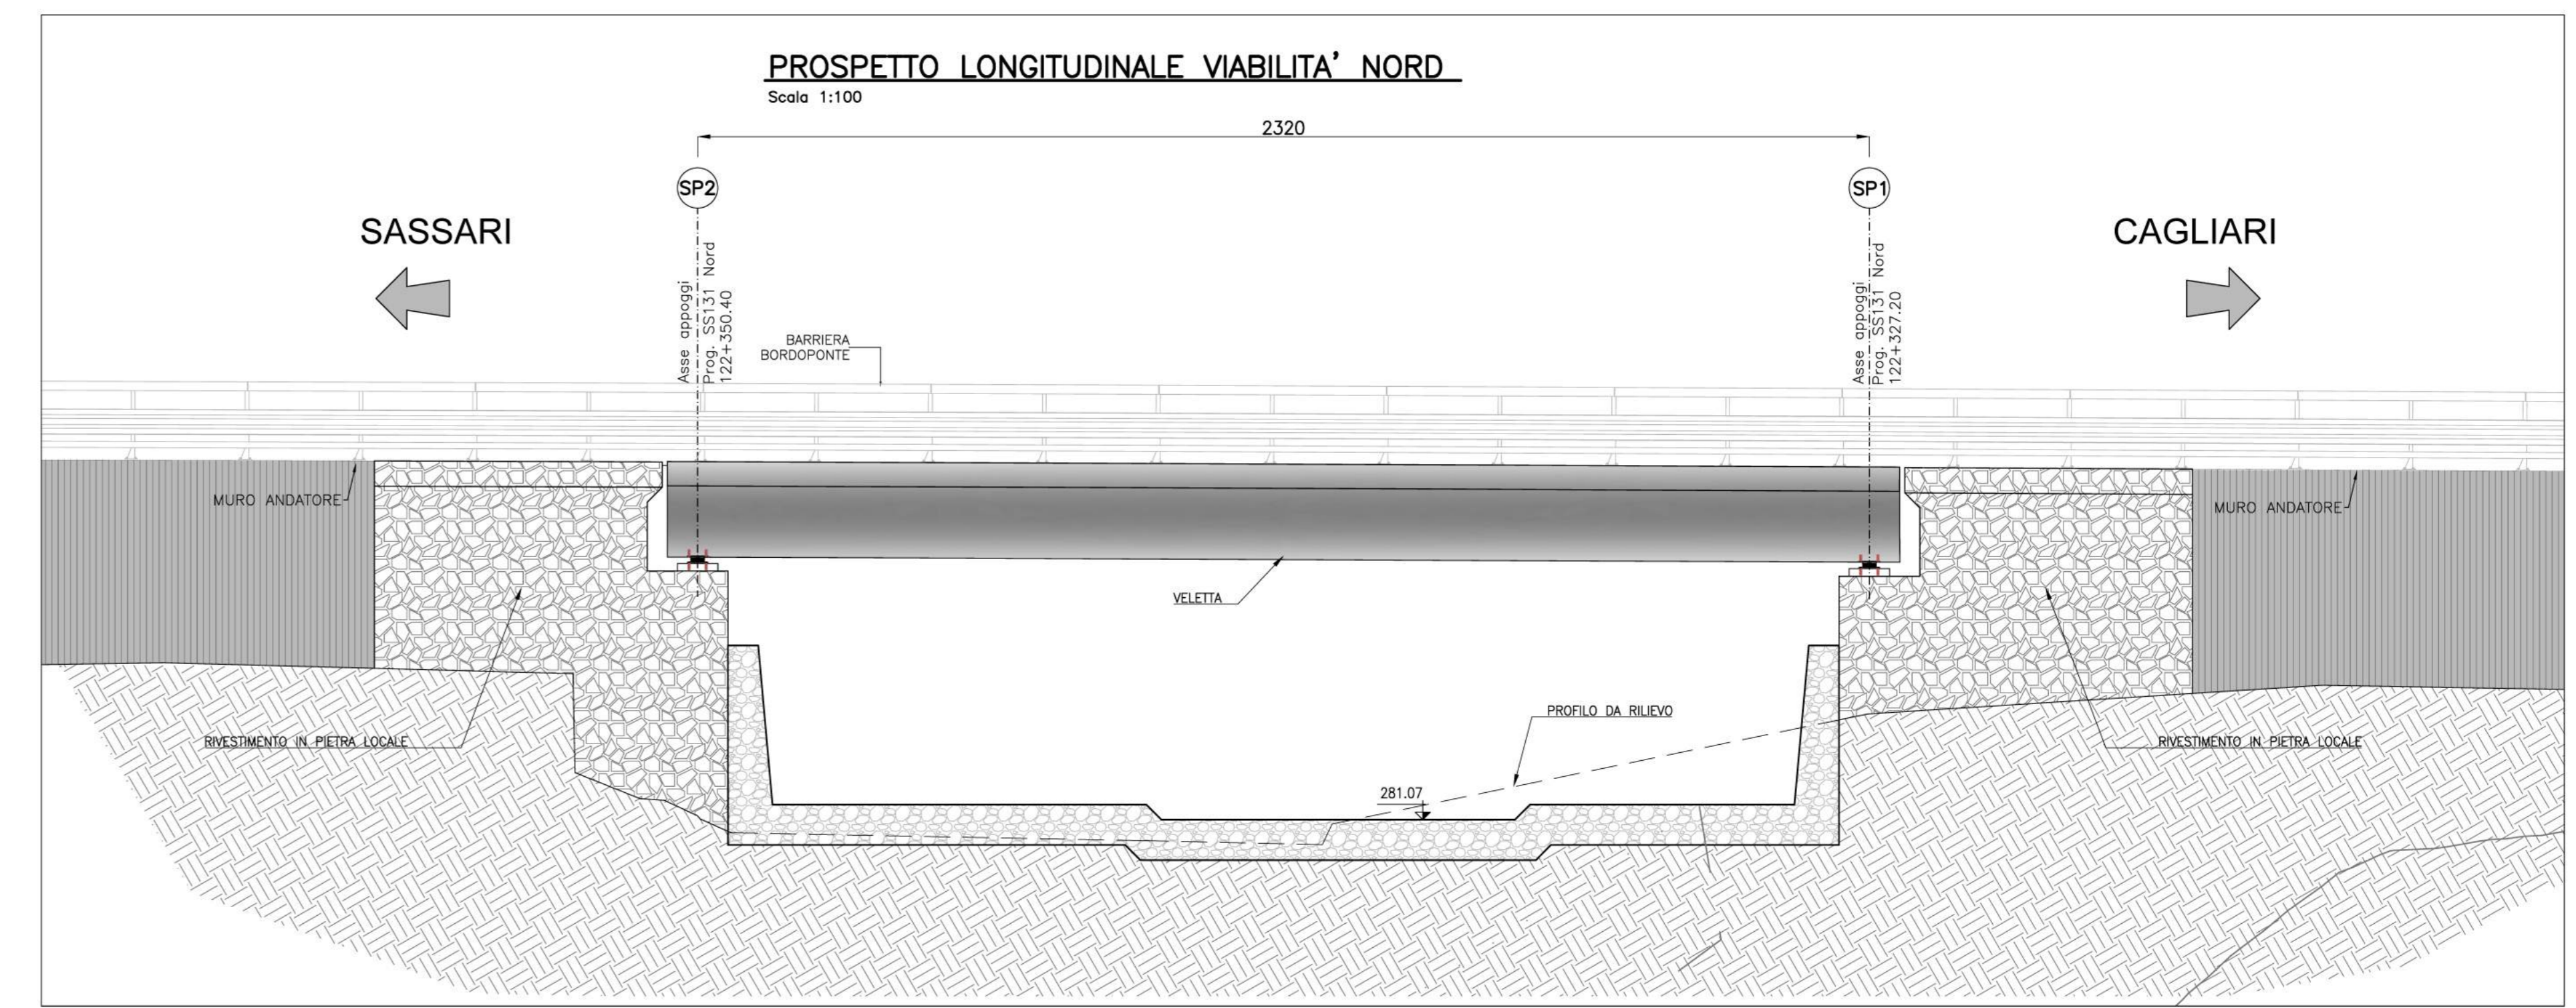 PROSPETTO LONGITUDINALE VIABILITA' NORD
Scala 1:100
2320
SP2
SP1
SASSARI
CAGLIARI
Asse appoggi
Prog. SS131 Nord
122+350.40
Asse appoggi
Prog. SS131 Nord
122+327.20
BARRIERA
BORDOPONTE
MURO ANDATORE
MURO ANDATORE
VELETTA
PROFILO DA RILIEVO
RIVESTIMENTO IN PIETRA LOCALE
RIVESTIMENTO IN PIETRA LOCALE
281.07